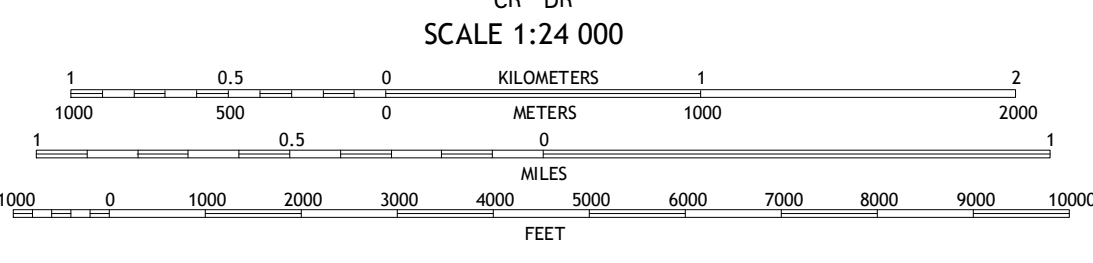 SCALE 1:24 000
1 0.5 0 KILOMETERS 1 2
1000 500 0 METERS 1000 2000
1 0.5 0 1
MILES
1000 0 1000 2000 3000 4000 5000 6000 7000 8000 9000 10000
FEET